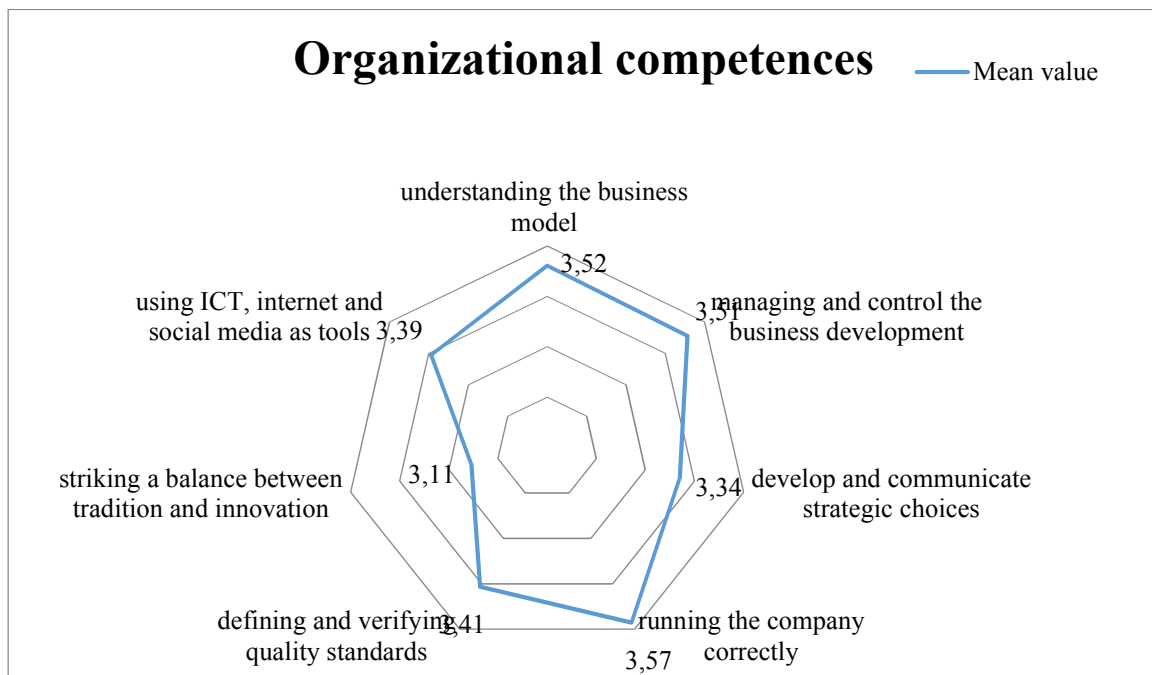 Organizational competences
Mean value
understanding the business
model
3,52
managing and control the
business development
3,51
develop and communicate
strategic choices
3,34
running the company
correctly
3,57
defining and verifying
quality standards
3,41
striking a balance between
tradition and innovation
3,11
using ICT, internet and
social media as tools
3,39